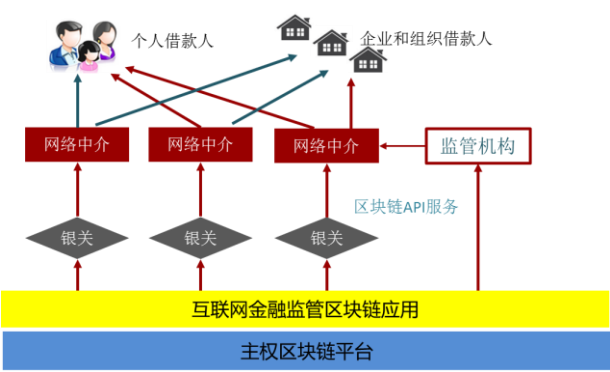 个人借款人
企业和组织借款人
网络中介
网络中介
网络中介
监管机构
区块链API服务
银关
银关
银关
互联网金融监管区块链应用
主权区块链平台